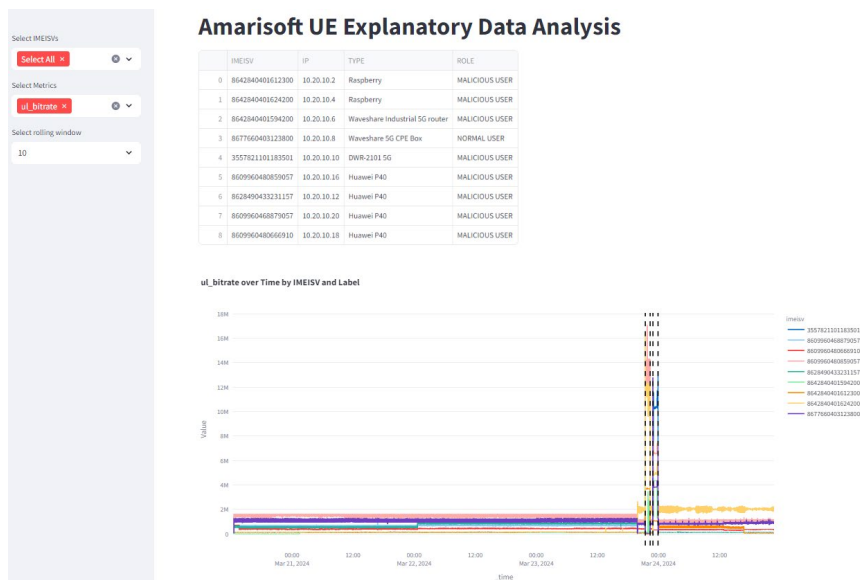 Select IMEISVs
Select All ×
Select Metrics
ul_bitrate ×
Select rolling window
10
Amarisoft UE Explanatory Data Analysis
IMEISV IP TYPE ROLE
0 8642840401612300 10.20.10.2 Raspberry MALICIOUS USER
1 8642840401624200 10.20.10.4 Raspberry MALICIOUS USER
2 8642840401594200 10.20.10.6 Waveshare Industrial 5G router MALICIOUS USER
3 8677660403123800 10.20.10.8 Waveshare 5G CPE Box NORMAL USER
4 3557821101183501 10.20.10.10 DWR-2101 5G MALICIOUS USER
5 8609960480859057 10.20.10.16 Huawei P40 MALICIOUS USER
6 8628490433231157 10.20.10.12 Huawei P40 MALICIOUS USER
7 8609960468879057 10.20.10.20 Huawei P40 MALICIOUS USER
8 8609960480666910 10.20.10.18 Huawei P40 MALICIOUS USER
ul_bitrate over Time by IMEISV and Label
18M
16M
14M
12M
10M
8M
6M
4M
2M
0
Value
00:00 12:00 00:00 12:00 00:00 12:00 00:00 12:00
Mar 21, 2024 Mar 22, 2024 Mar 23, 2024 Mar 24, 2024
time
imeisv
3557821101183501
8609960468879057
8609960480666910
8609960480859057
8628490433231157
8642840401594200
8642840401612300
8642840401624200
8677660403123800